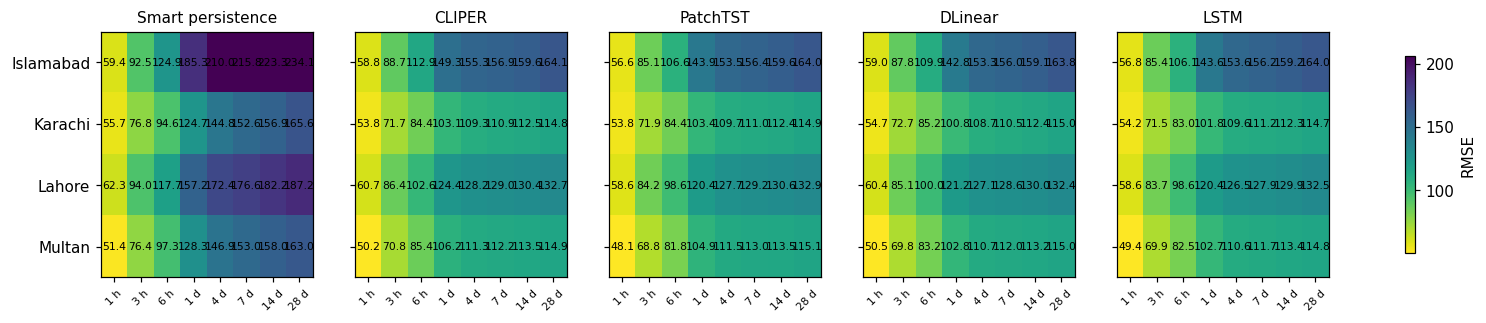 Smart persistence CLIPER PatchTST DLinear LSTM
Islamabad 59.4 92.5 124.9 185.3 210.0 215.8 223.3 234.1 58.8 88.7 112.9 149.3 155.3 156.9 159.6 164.1 56.6 85.1 106.6 143.9 153.5 156.4 159.6 164.0 59.0 87.8 109.9 142.8 153.3 156.0 159.1 163.8 56.8 85.4 106.1 143.6 153.6 156.2 159.2 164.0 200
Karachi 55.7 76.8 94.6 124.7 144.8 152.6 156.9 165.6 53.8 71.7 84.4 103.1 109.3 110.9 112.5 114.8 53.8 71.9 84.4 103.4 109.7 111.0 112.4 114.9 54.7 72.7 85.2 100.8 108.7 110.5 112.4 115.0 54.2 71.5 83.0 101.8 109.6 111.2 112.3 114.7 150
RMSE
Lahore 62.3 94.0 117.7 157.2 172.4 176.6 182.2 187.2 60.7 86.4 102.6 124.4 128.2 129.0 130.4 132.7 58.6 84.2 98.6 120.4 127.7 129.2 130.6 132.9 60.4 85.1 100.0 121.2 127.1 128.6 130.0 132.4 58.6 83.7 98.6 120.4 126.5 127.9 129.9 132.5 100
Multan 51.4 76.4 97.3 128.3 146.9 153.0 158.0 163.0 50.2 70.8 85.4 106.2 111.3 112.2 113.5 114.9 48.1 68.8 81.8 104.9 111.5 113.0 113.5 115.1 50.5 69.8 83.2 102.8 110.7 112.0 113.2 115.0 49.4 69.9 82.5 102.7 110.6 111.7 113.4 114.8
1 h 3 h 6 h 1 d 4 d 7 d 14 d 28 d 1 h 3 h 6 h 1 d 4 d 7 d 14 d 28 d 1 h 3 h 6 h 1 d 4 d 7 d 14 d 28 d 1 h 3 h 6 h 1 d 4 d 7 d 14 d 28 d 1 h 3 h 6 h 1 d 4 d 7 d 14 d 28 d